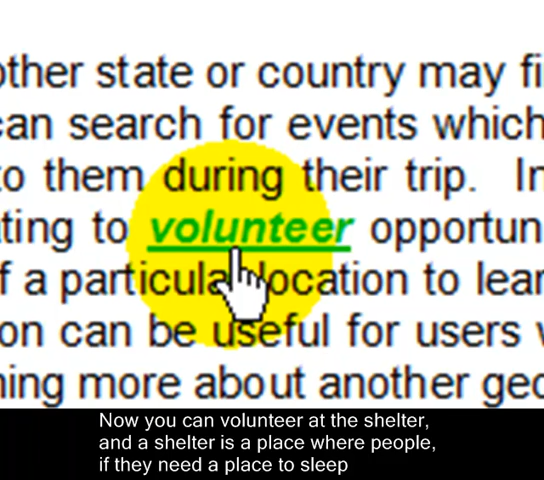 other state or country may fi
can search for events which
to them during their trip. In
ting to volunteer opportun
f a particula location to lear
on can be useful for users
ning more about another geo
Now you can volunteer at the shelter,
and a shelter is a place where people,
if they need a place to sleep